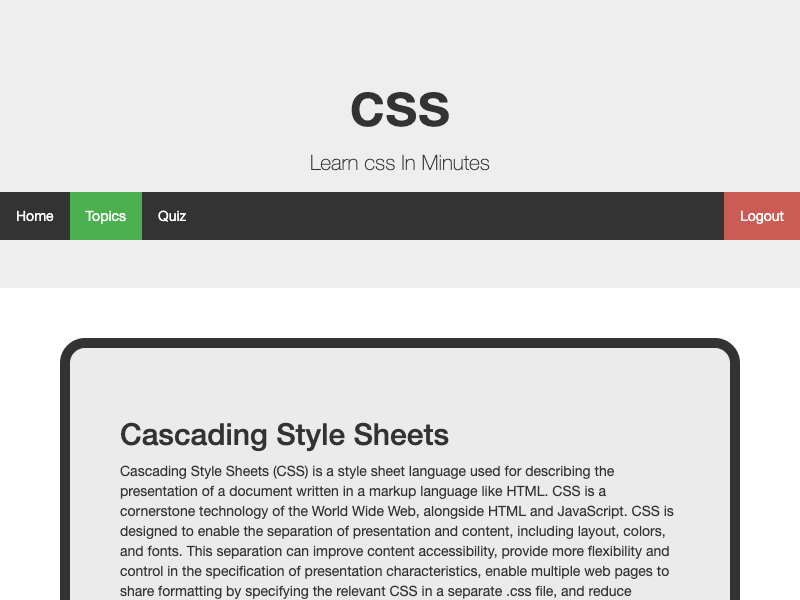 CSS
Learn css In Minutes
Home Topics Quiz Logout
Cascading Style Sheets
Cascading Style Sheets (CSS) is a style sheet language used for describing the
presentation of a document written in a markup language like HTML. CSS is a
cornerstone technology of the World Wide Web, alongside HTML and JavaScript. CSS is
designed to enable the separation of presentation and content, including layout, colors,
and fonts. This separation can improve content accessibility, provide more flexibility and
control in the specification of presentation characteristics, enable multiple web pages to
share formatting by specifying the relevant CSS in a separate .css file, and reduce